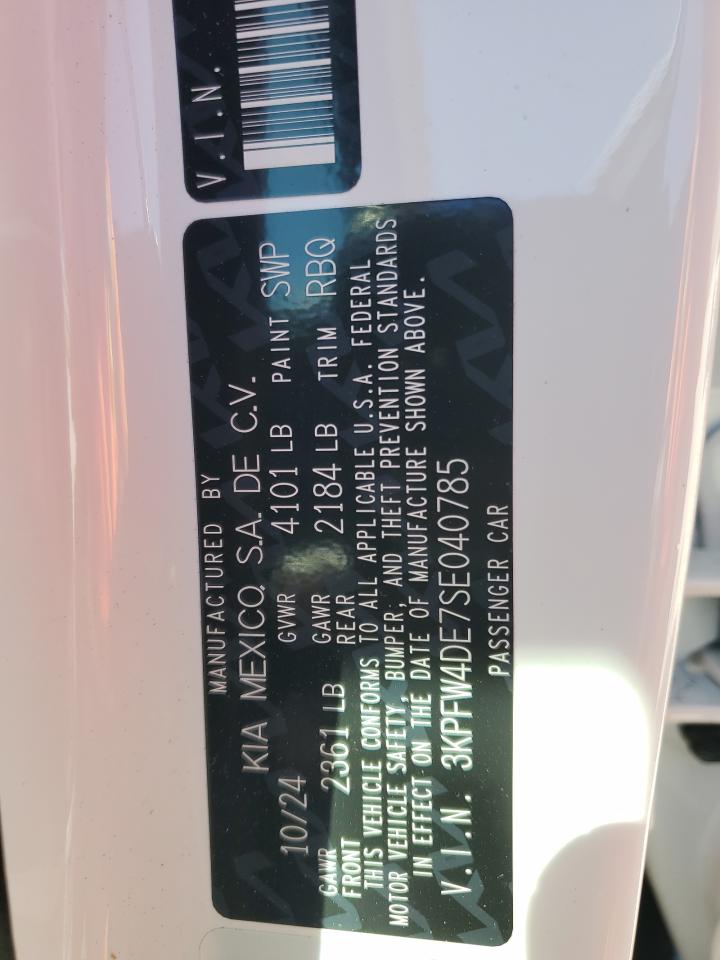 V.I.N.
MANUFACTURED BY
KIA MEXICO, S.A. DE C.V.
10/24 GVWR 4101 LB PAINT SWP
GAWR FRONT 2361 LB GAWR REAR 2184 LB TRIM RBQ
THIS VEHICLE CONFORMS TO ALL APPLICABLE U.S.A. FEDERAL
MOTOR VEHICLE SAFETY, BUMPER, AND THEFT PREVENTION STANDARDS
IN EFFECT ON THE DATE OF MANUFACTURE SHOWN ABOVE.
V.I.N. 3KPFW4DE7SE040785
PASSENGER CAR